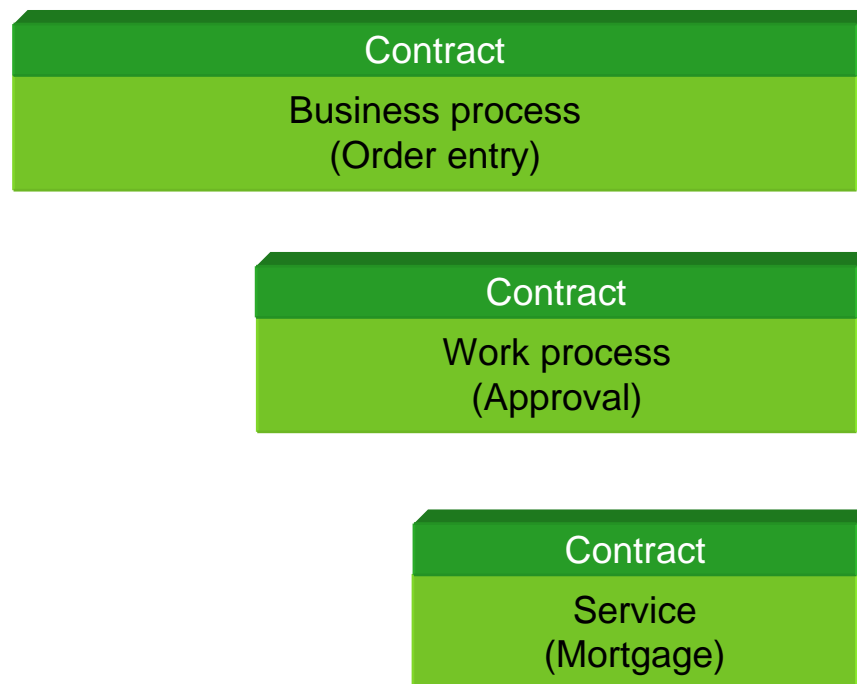 Contract
Business process
(Order entry)
Contract
Work process
(Approval)
Contract
Service
(Mortgage)